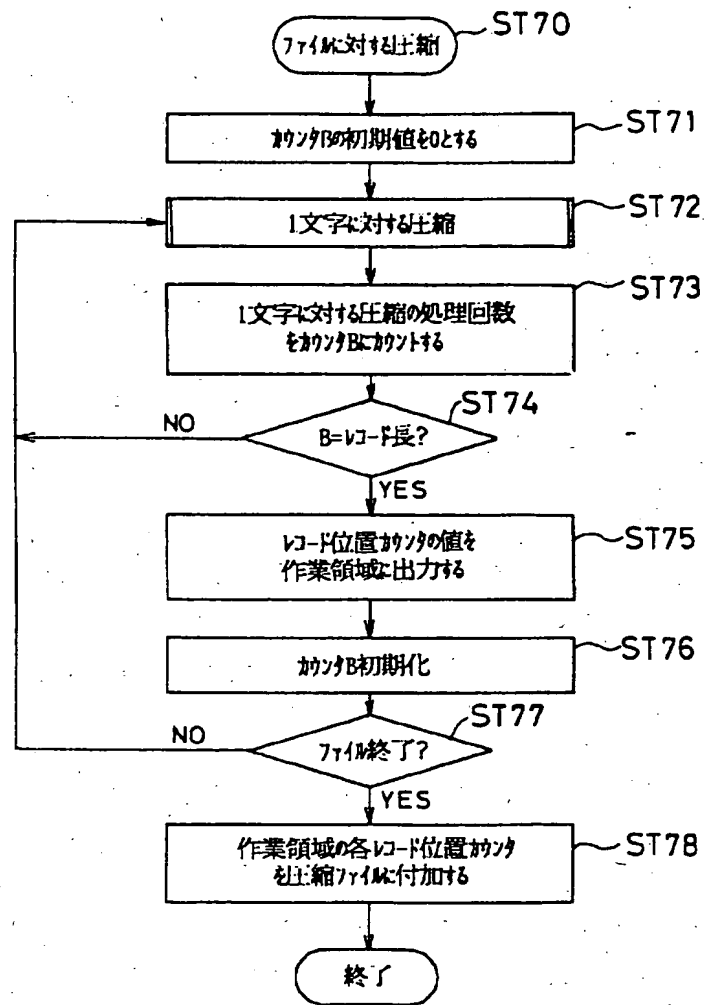 ファイルに対する圧縮
ST70
カウンタBの初期値を0とする
ST71
1文字に対する圧縮
ST72
1文字に対する圧縮の処理回数
をカウンタBにカウントする
ST73
B=レコード長?
ST74
NO
YES
レコード位置カウンタの値を
作業領域に出力する
ST75
カウンタB初期化
ST76
ファイル終了?
ST77
NO
YES
作業領域の各レコード位置カウンタ
を圧縮ファイルに付加する
ST78
終了